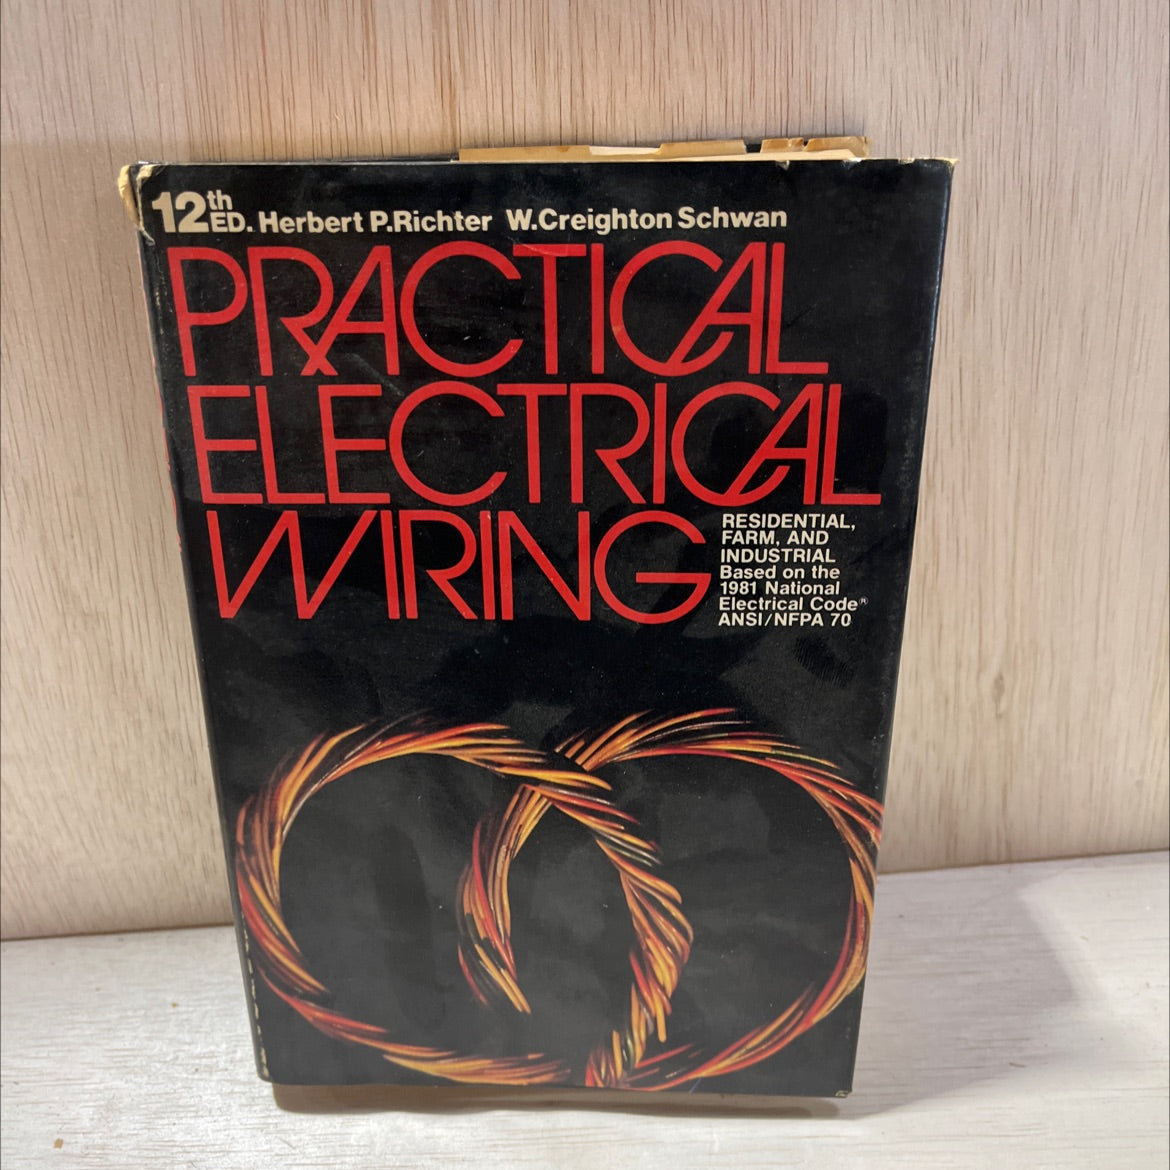 12th ED. Herbert P. Richter W. Creighton Schwan
PRACTICAL
ELECTRICAL
WIRING
RESIDENTIAL,
FARM, AND
INDUSTRIAL
Based on the
1981 National
Electrical Code®
ANSI/NFPA 70